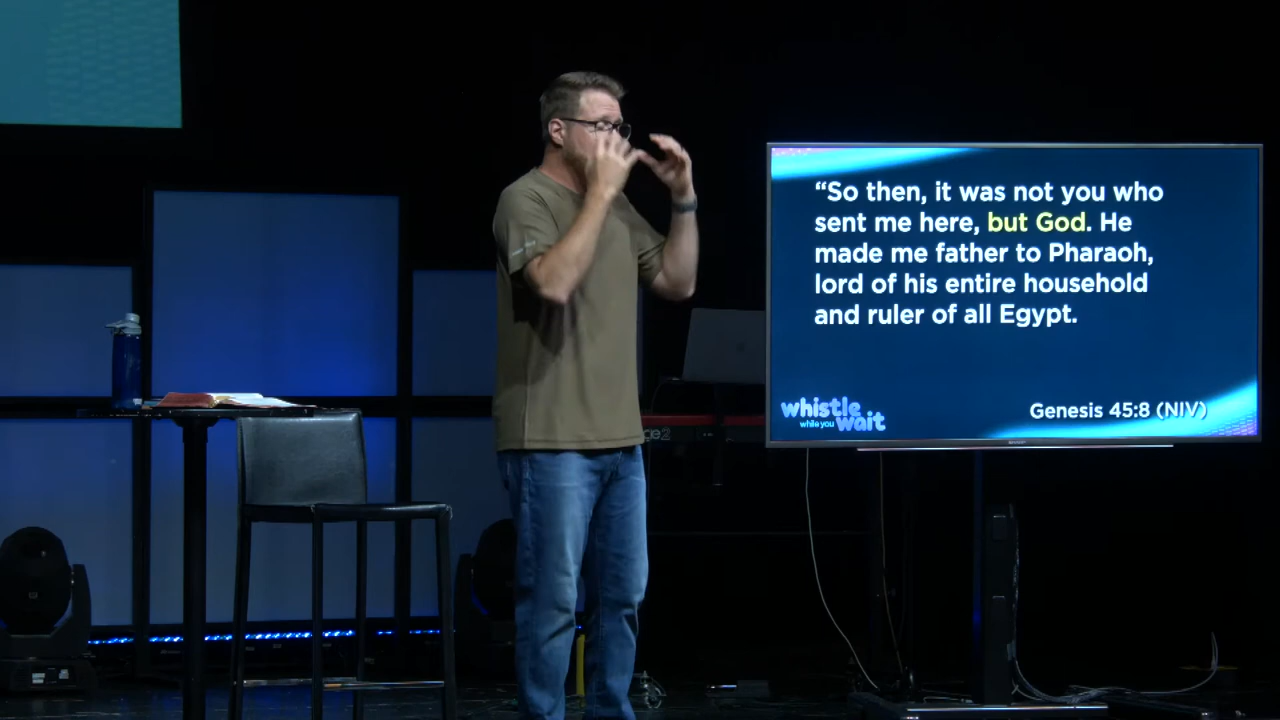 “So then, it was not you who
sent me here, but God. He
made me father to Pharaoh,
lord of his entire household
and ruler of all Egypt.
whistle
while you wait
Genesis 45:8 (NIV)
SHARP